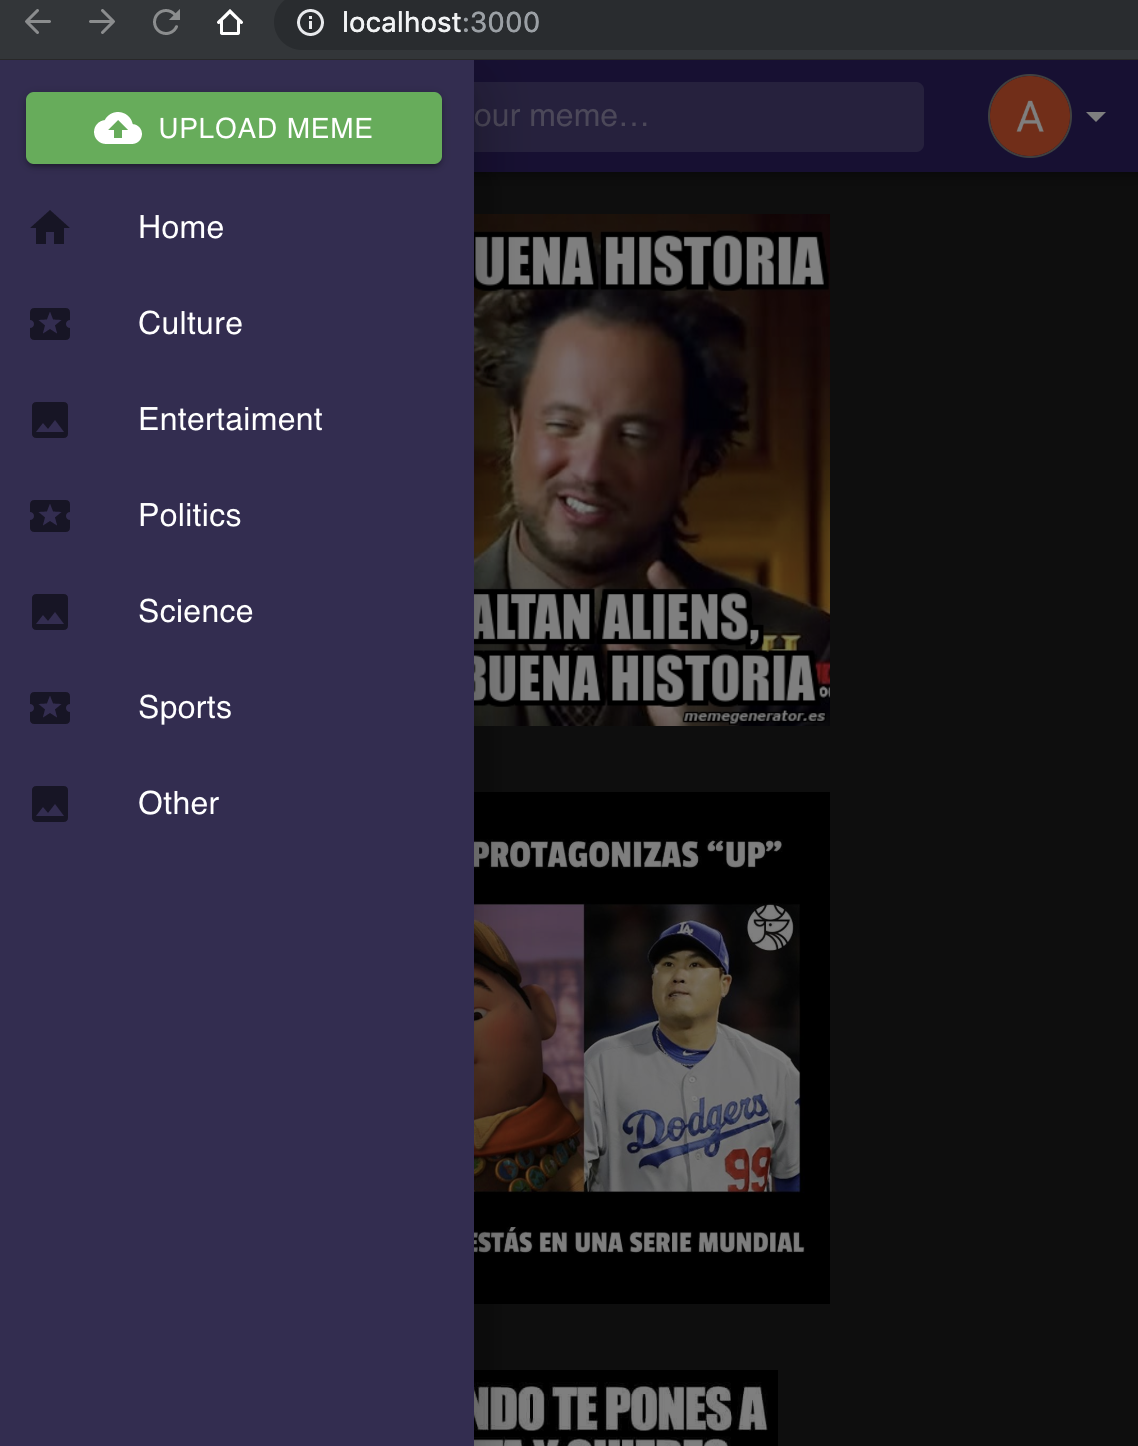 localhost:3000
UPLOAD MEME
our meme...
A
Home
Culture
Entertaiment
Politics
Science
Sports
Other
UENA HISTORIA
ALTAN ALIENS,
BUENA HISTORIA
memegenerator.es
PROTAGONIZAS “UP”
LA
Dodgers
99
ESTÁS EN UNA SERIE MUNDIAL
NDO TE PONES A